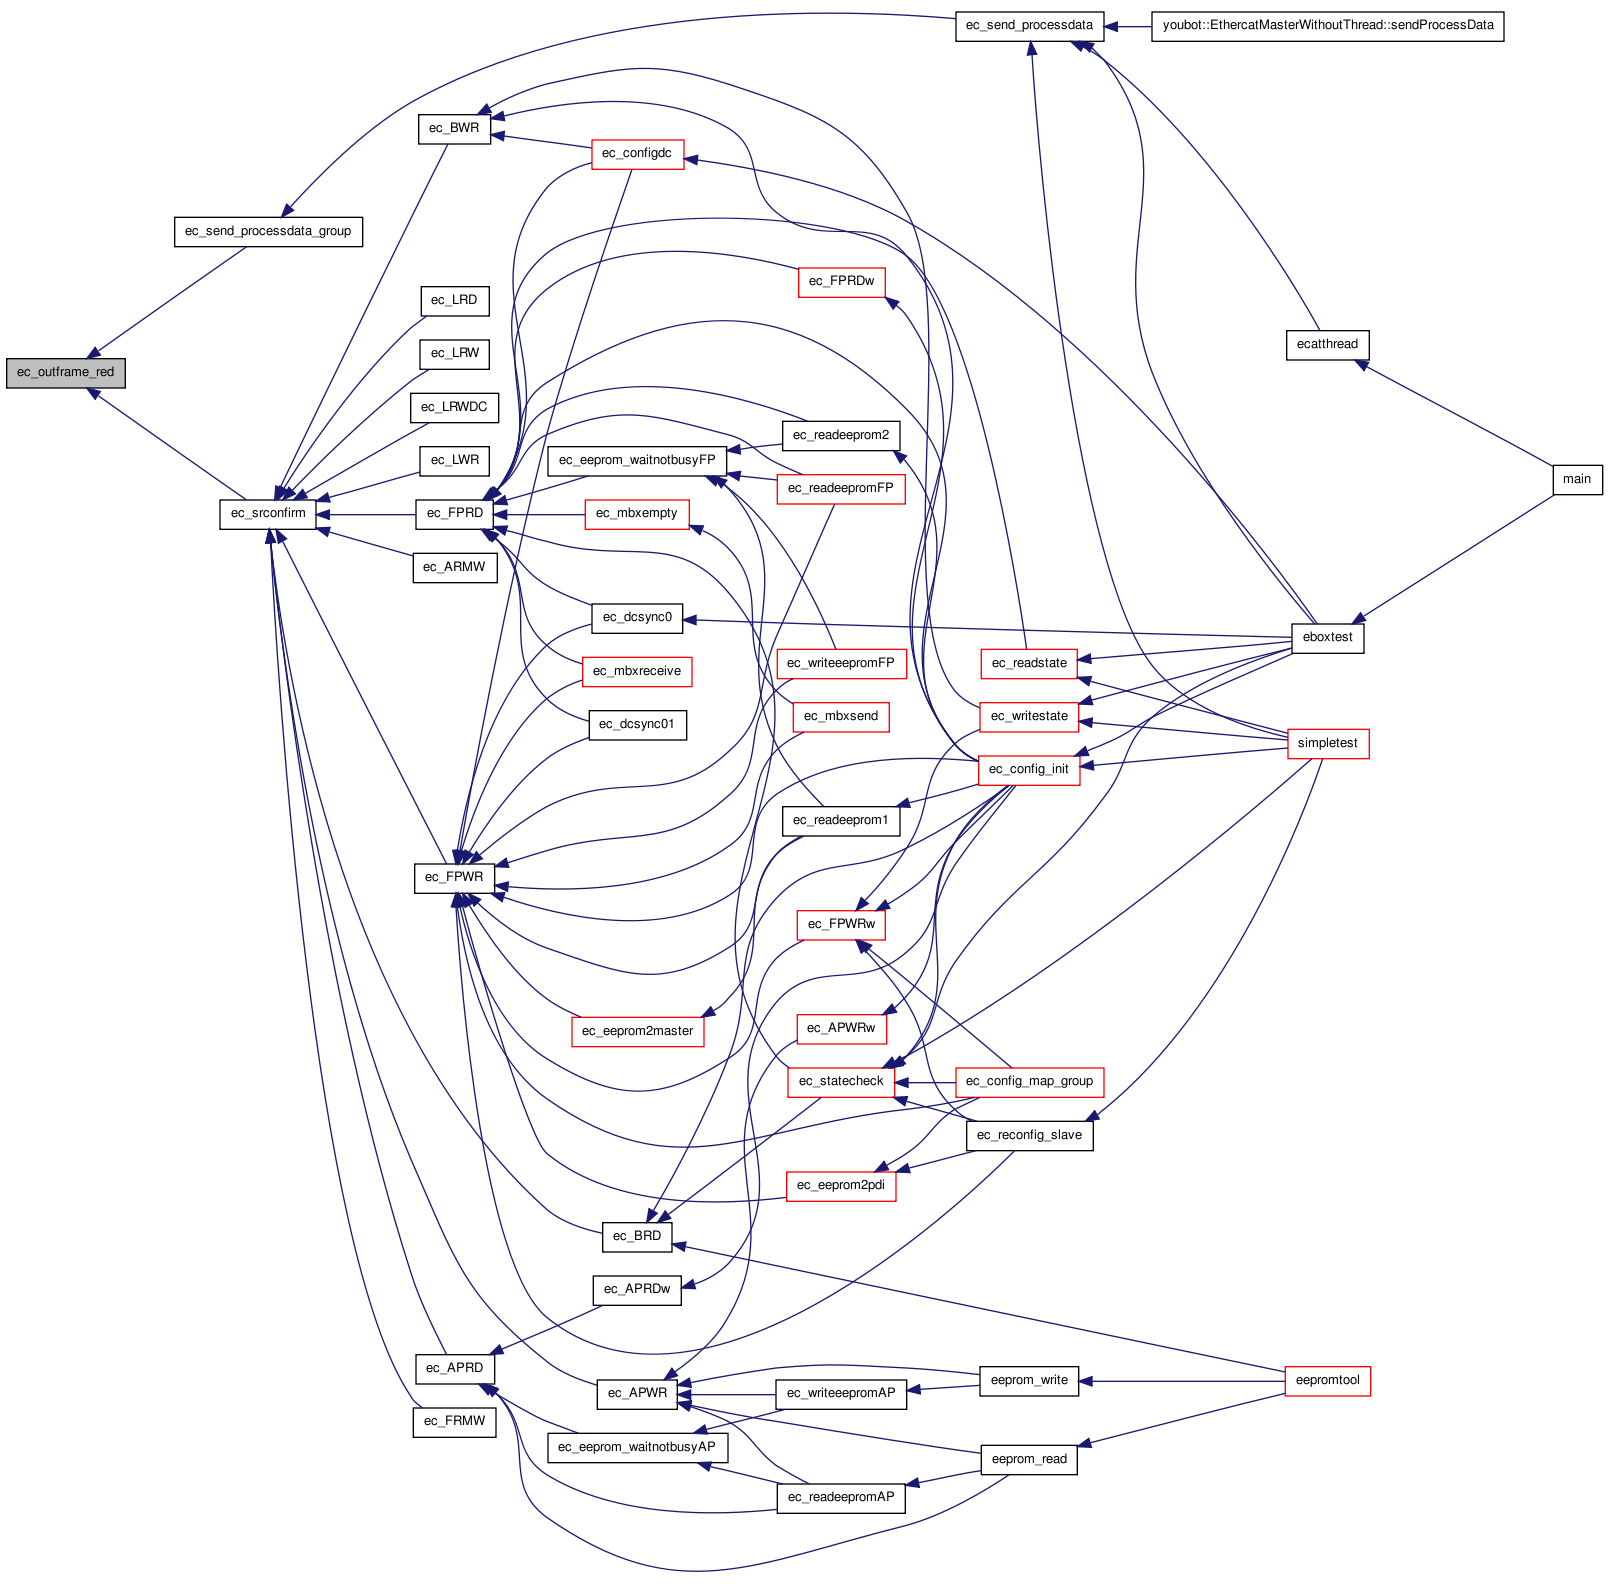 ec_send_processdata
youbot::EthercatMasterWithoutThread::sendProcessData
ec_BWR
ec_configdc
ec_send_processdata_group
ec_FPRDw
ec_LRD
ecatthread
ec_LRW
ec_outframe_red
ec_LRWDC
ec_readeeprom2
ec_LWR
ec_eeprom_waitnotbusyFP
main
ec_readeepromFP
ec_srconfirm
ec_FPRD
ec_mbxempty
ec_ARMW
ec_dcsync0
eboxtest
ec_mbxreceive
ec_writeeepromFP
ec_readstate
ec_dcsync01
ec_mbxsend
ec_writestate
simpletest
ec_config_init
ec_readeeprom1
ec_FPWR
ec_FPWRw
ec_eeprom2master
ec_APWRw
ec_statecheck
ec_config_map_group
ec_reconfig_slave
ec_eeprom2pdi
ec_BRD
ec_APRDw
ec_APRD
ec_APWR
ec_writeeepromAP
eeprom_write
eepromtool
ec_FRMW
ec_eeprom_waitnotbusyAP
eeprom_read
ec_readeepromAP